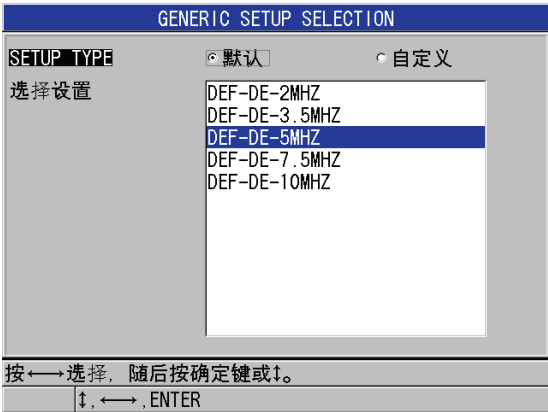 GENERIC SETUP SELECTION
SETUP TYPE 默认 自定义
选择设置
DEF-DE-2MHZ
DEF-DE-3.5MHZ
DEF-DE-5MHZ
DEF-DE-7.5MHZ
DEF-DE-10MHZ
按←→选择, 随后按确定键或↕。
↕, ←→, ENTER